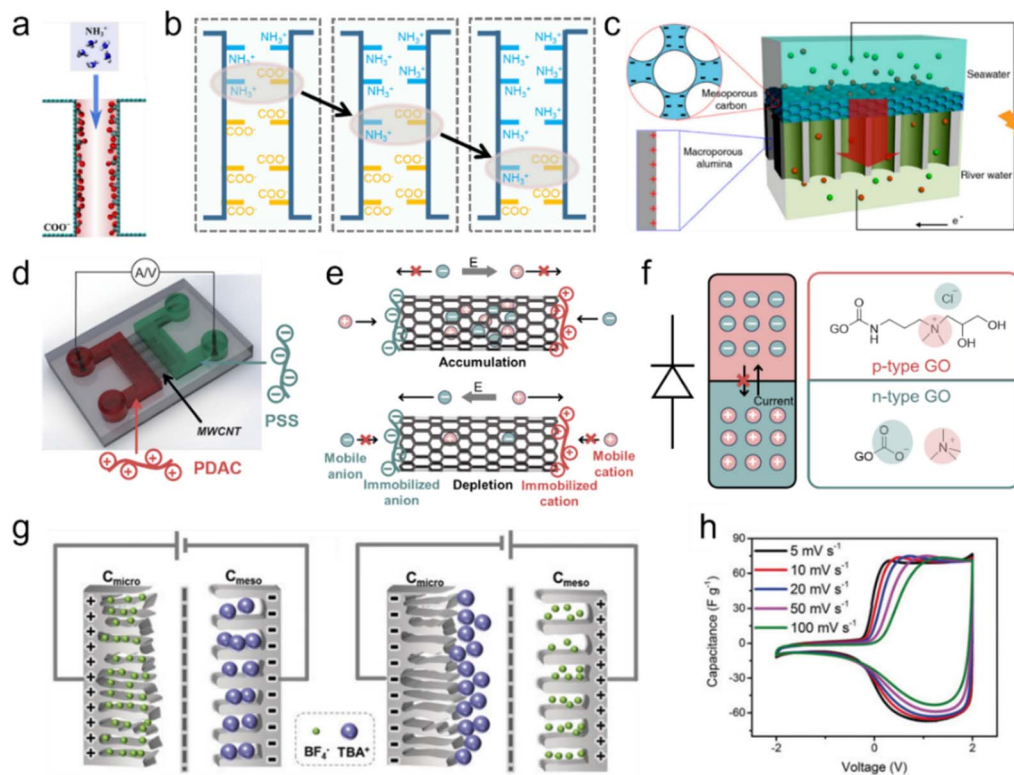 a
NH₃⁺
COO⁻
b
NH₃⁺
NH₃⁺
COO⁻
NH₃⁺
COO⁻
COO⁻
COO⁻
COO⁻
COO⁻
NH₃⁺
NH₃⁺
NH₃⁺
NH₃⁺
COO⁻
NH₃⁺
COO⁻
COO⁻
COO⁻
NH₃⁺
NH₃⁺
NH₃⁺
NH₃⁺
NH₃⁺
NH₃⁺
COO⁻
COO⁻
c
Mesoporous
carbon
Macroporous
alumina
Seawater
River water
e⁻
d
A/V
MWCNT
PSS
PDAC
e
E
Accumulation
E
Mobile
anion
Immobilized
anion
Depletion
Mobile
cation
Immobilized
cation
f
Current
Cl⁻
GO O O N H N⁺ OH OH
p-type GO
n-type GO
GO O O⁻ N⁺
g
Cmicro
Cmeso
Cmicro
Cmeso
BF₄⁻ TBA⁺
h
Capacitance (F g⁻¹)
90
60
30
0
-30
-60
5 mV s⁻¹
10 mV s⁻¹
20 mV s⁻¹
50 mV s⁻¹
100 mV s⁻¹
-2 0 2
Voltage (V)